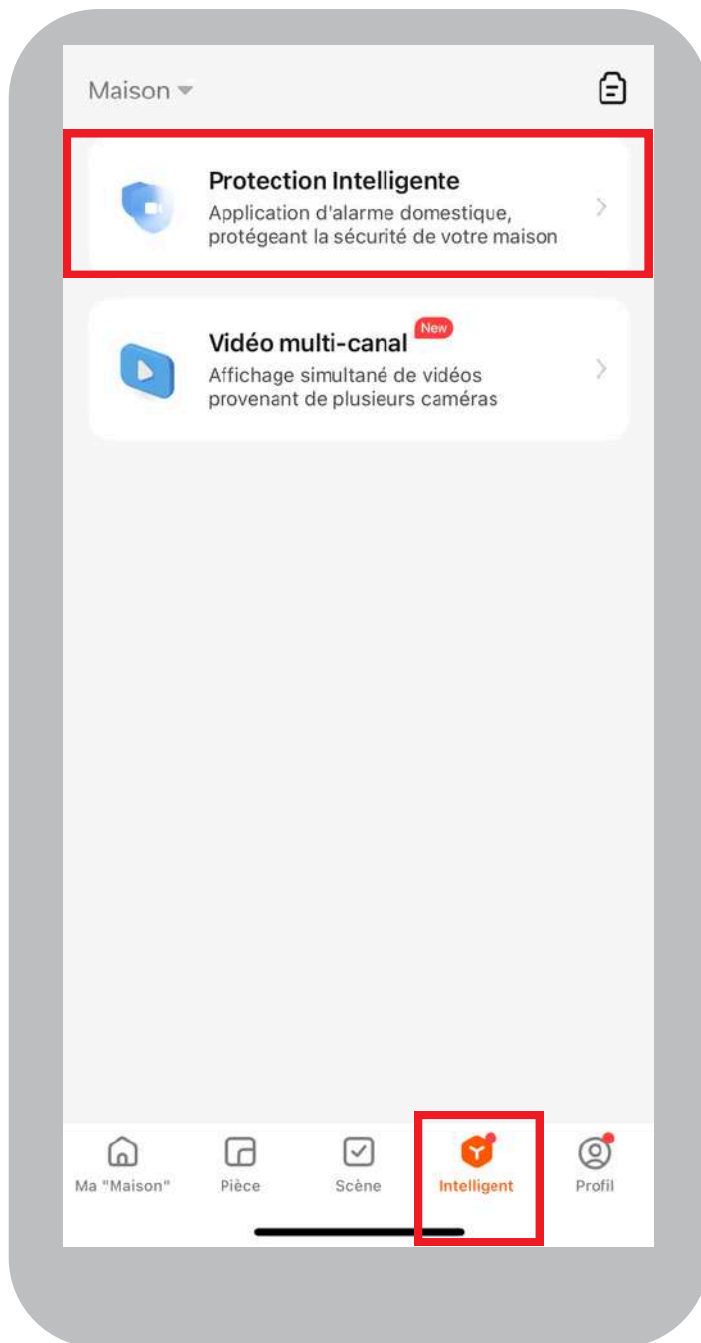 Maison
Protection Intelligente
Application d'alarme domestique,
protégeant la sécurité de votre maison
Vidéo multi-canal New
Affichage simultané de vidéos
provenant de plusieurs caméras
Ma "Maison" Pièce Scène Intelligent Profil